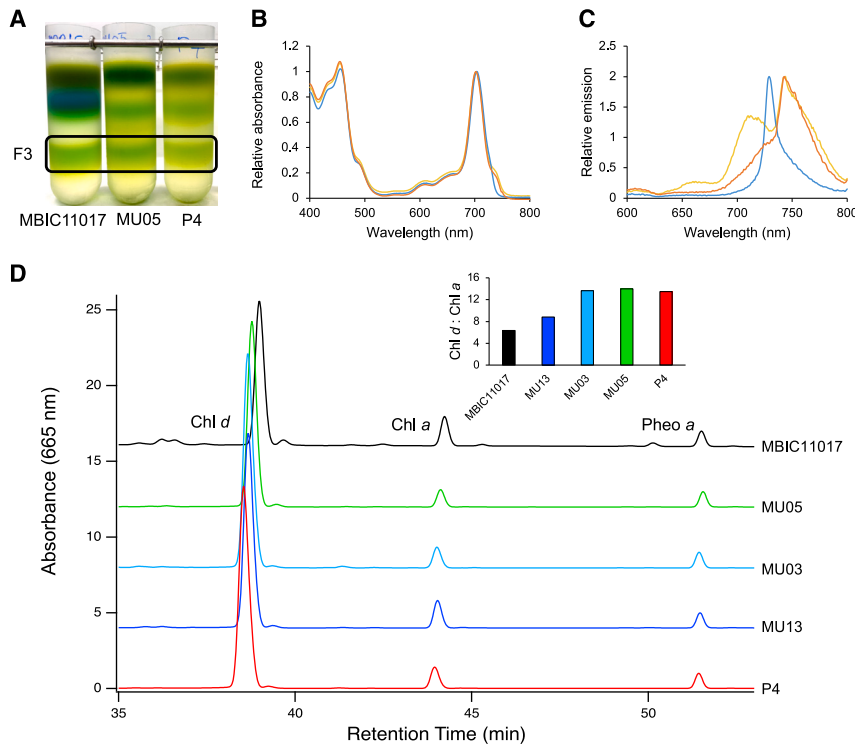 A
B
C
F3
MBIC11017
MU05
P4
Relative absorbance
1.2
1
0.8
0.6
0.4
0.2
0
400
500
600
700
800
Wavelength (nm)
Relative emission
2.5
2
1.5
1
0.5
0
600
650
700
750
800
Wavelength (nm)
D
Absorbance (665 nm)
25
20
15
10
5
0
35
40
45
50
Retention Time (min)
Chl d
Chl a
Pheo a
MBIC11017
MU05
MU03
MU13
P4
Chl d : Chl a
16
12
8
4
0
MBIC11017
MU13
MU03
MU05
P4